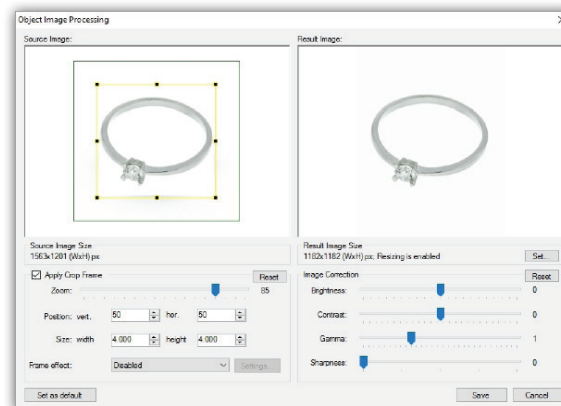 Object Image Processing
Source Image:
Result Image:
Source Image Size
1563x1201 (WxH) px
Result Image Size
1182x1182 (WxH) px; Resizing is enabled
Set...
Apply Crop Frame
Reset
Zoom:
85
Position: vert. 50 hor. 50
Size: width 4.000 height 4.000
Frame effect: Disabled Settings...
Image Correction
Reset
Brightness: 0
Contrast: 0
Gamma: 1
Sharpness: 0
Set as default
Save
Cancel